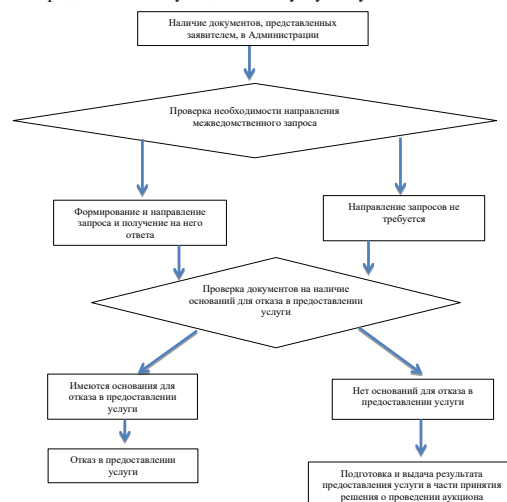 Наличие документов, представленных
заявителем, в Администрации
Проверка необходимости направления
межведомственного запроса
Формирование и направление
запроса и получение на него
ответа
Направление запросов не
требуется
Проверка документов на наличие
оснований для отказа в предоставлении
услуги
Имеются основания для
отказа в предоставлении
услуги
Нет оснований для отказа в
предоставлении услуги
Отказ в предоставлении
услуги
Подготовка и выдача результата
предоставления услуги в части принятия
решения о проведении аукциона